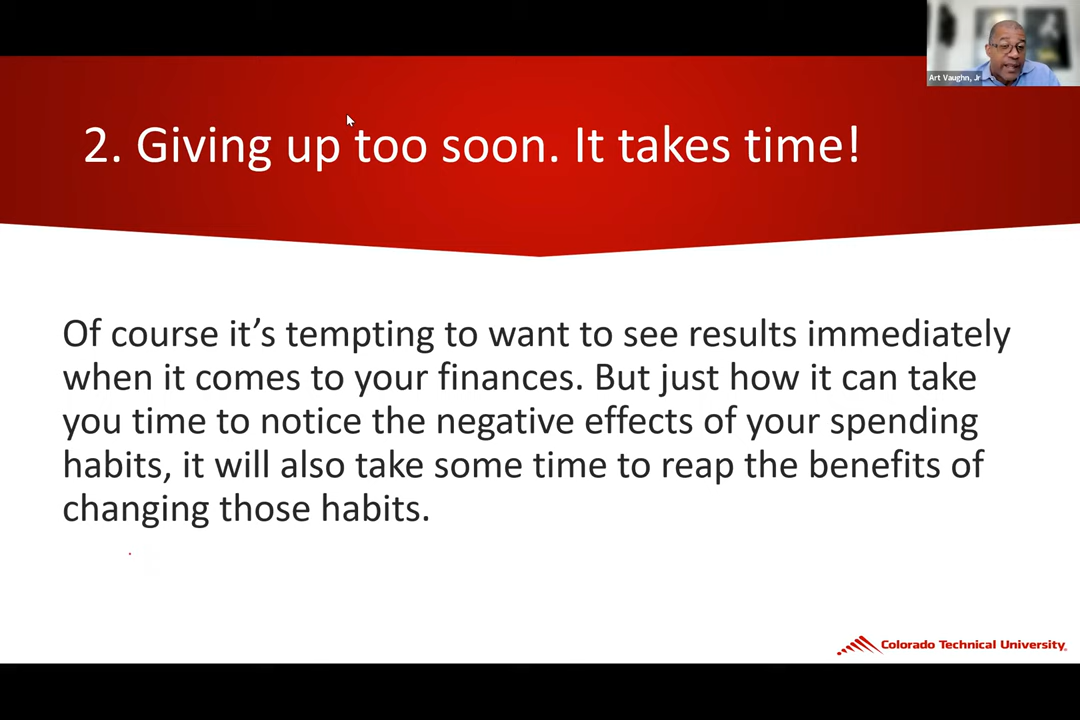 Art Vaughn, Jr
2. Giving up too soon. It takes time!
Of course it’s tempting to want to see results immediately
when it comes to your finances. But just how it can take
you time to notice the negative effects of your spending
habits, it will also take some time to reap the benefits of
changing those habits.
Colorado Technical University